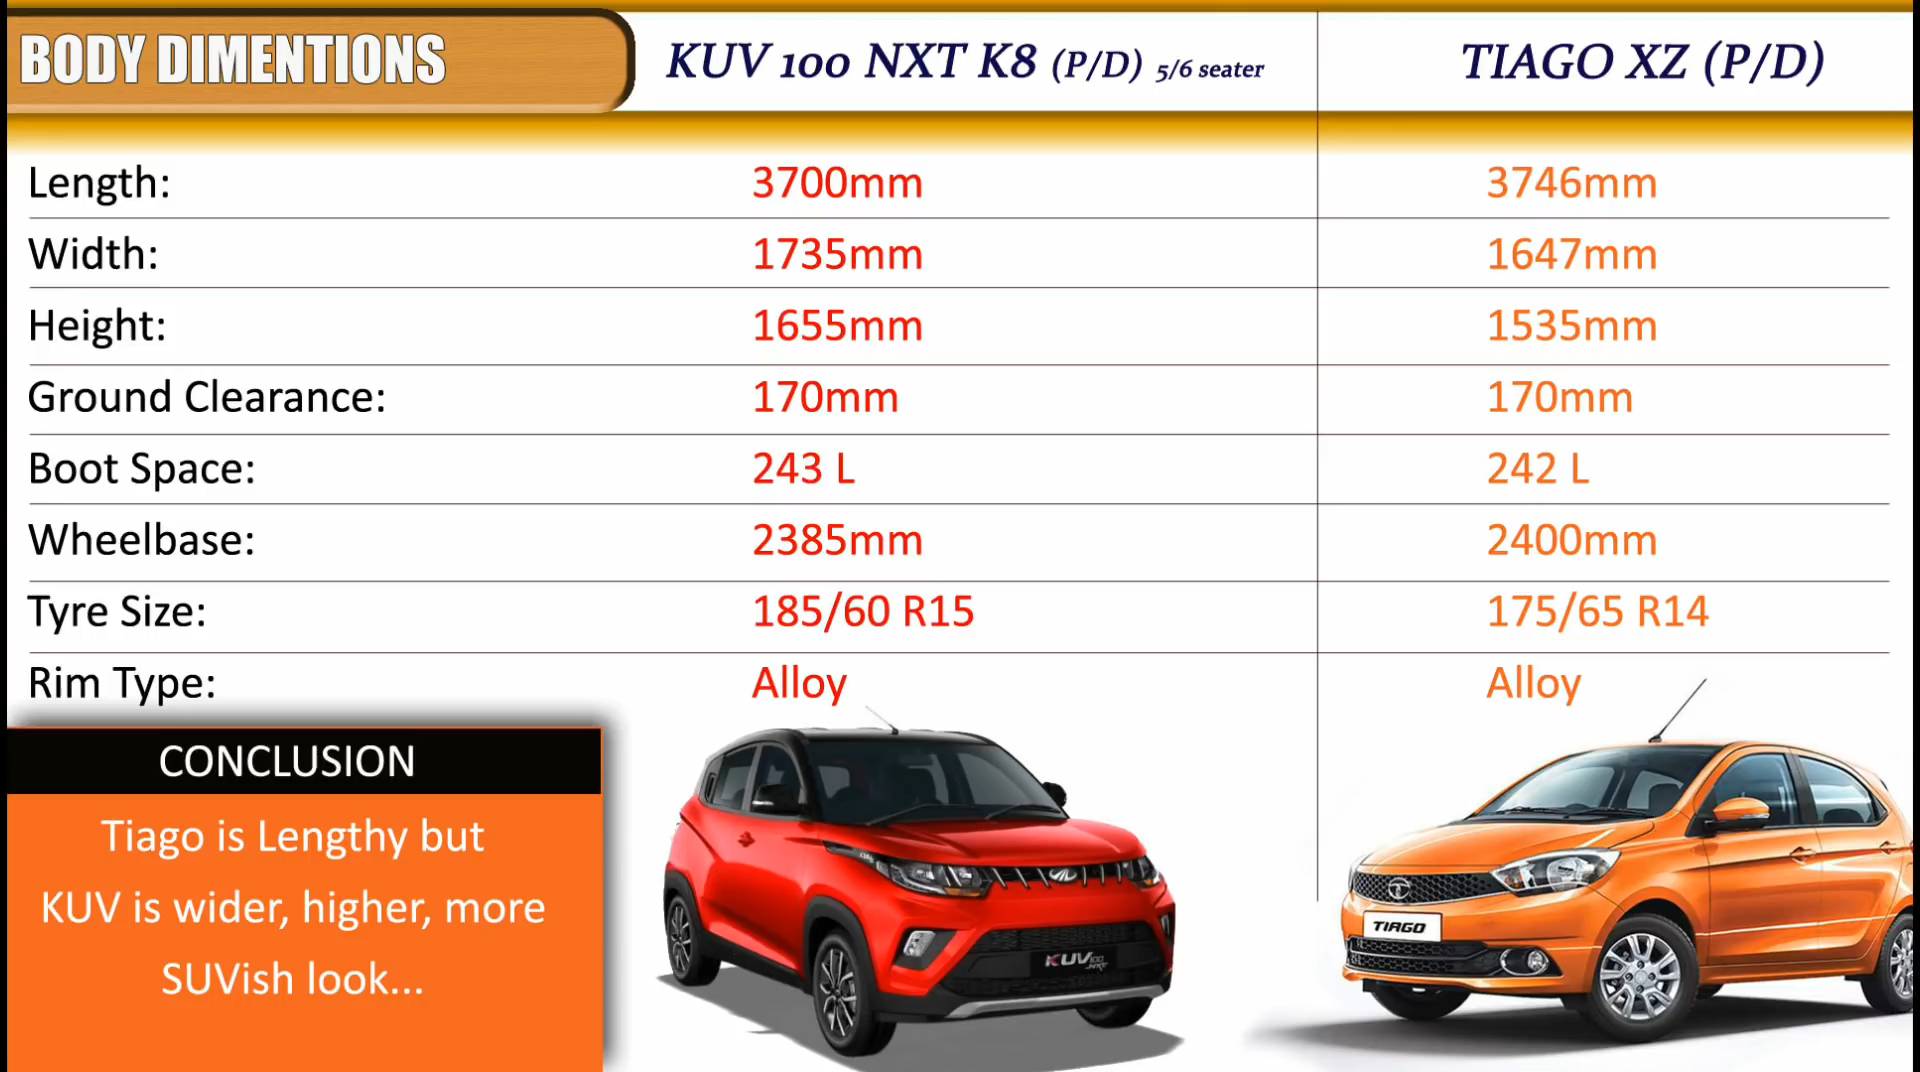 BODY DIMENTIONS KUV 100 NXT K8 (P/D) 5/6 seater TIAGO XZ (P/D)
Length: 3700mm 3746mm
Width: 1735mm 1647mm
Height: 1655mm 1535mm
Ground Clearance: 170mm 170mm
Boot Space: 243 L 242 L
Wheelbase: 2385mm 2400mm
Tyre Size: 185/60 R15 175/65 R14
Rim Type: Alloy Alloy
CONCLUSION
Tiago is Lengthy but
KUV is wider, higher, more
SUVish look...
KUV100
NXT
TIAGO